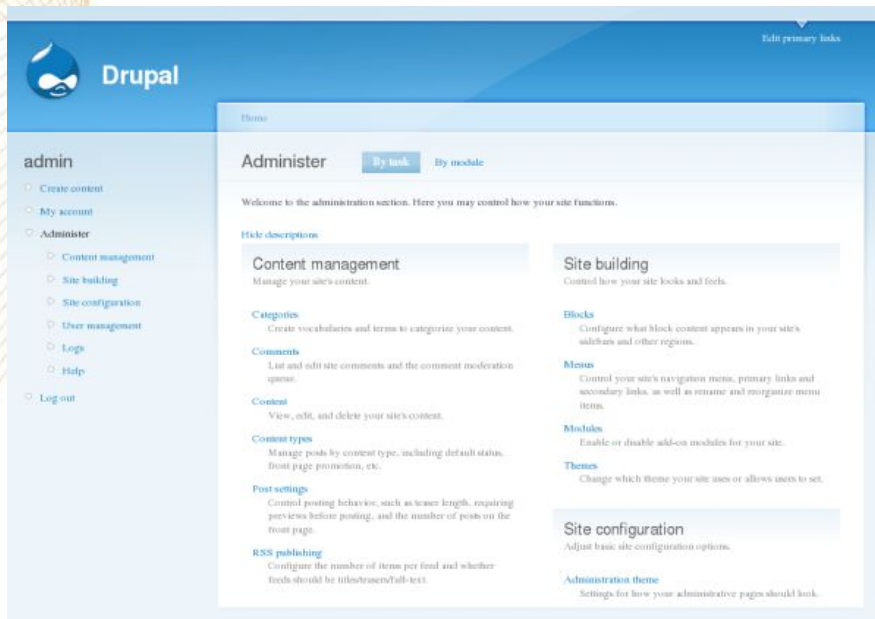 Edit primary links
Drupal
Home
admin
Create content
My account
Administer
Content management
Site building
Site configuration
User management
Logs
Help
Log out
Administer
By task
By module
Welcome to the administration section. Here you may control how your site functions.
Hide descriptions
Content management
Manage your site's content.
Categories
Create vocabularies and terms to categorize your content.
Comments
List and edit site comments and the comment moderation
queue.
Content
View, edit, and delete your site's content.
Content types
Manage posts by content type, including default status,
front page promotion, etc.
Post settings
Control posting behavior, such as teaser length, requiring
previews before posting, and the number of posts on the
front page.
RSS publishing
Configure the number of items per feed and whether
feeds should be titles/teasers/full-text.
Site building
Control how your site looks and feels.
Blocks
Configure what block content appears in your site's
sidebars and other regions.
Menus
Control your site's navigation menu, primary links and
secondary links, as well as rename and reorganize menu
items.
Modules
Enable or disable add-on modules for your site.
Themes
Change which theme your site uses or allows users to set.
Site configuration
Adjust basic site configuration options.
Administration theme
Settings for how your administrative pages should look.